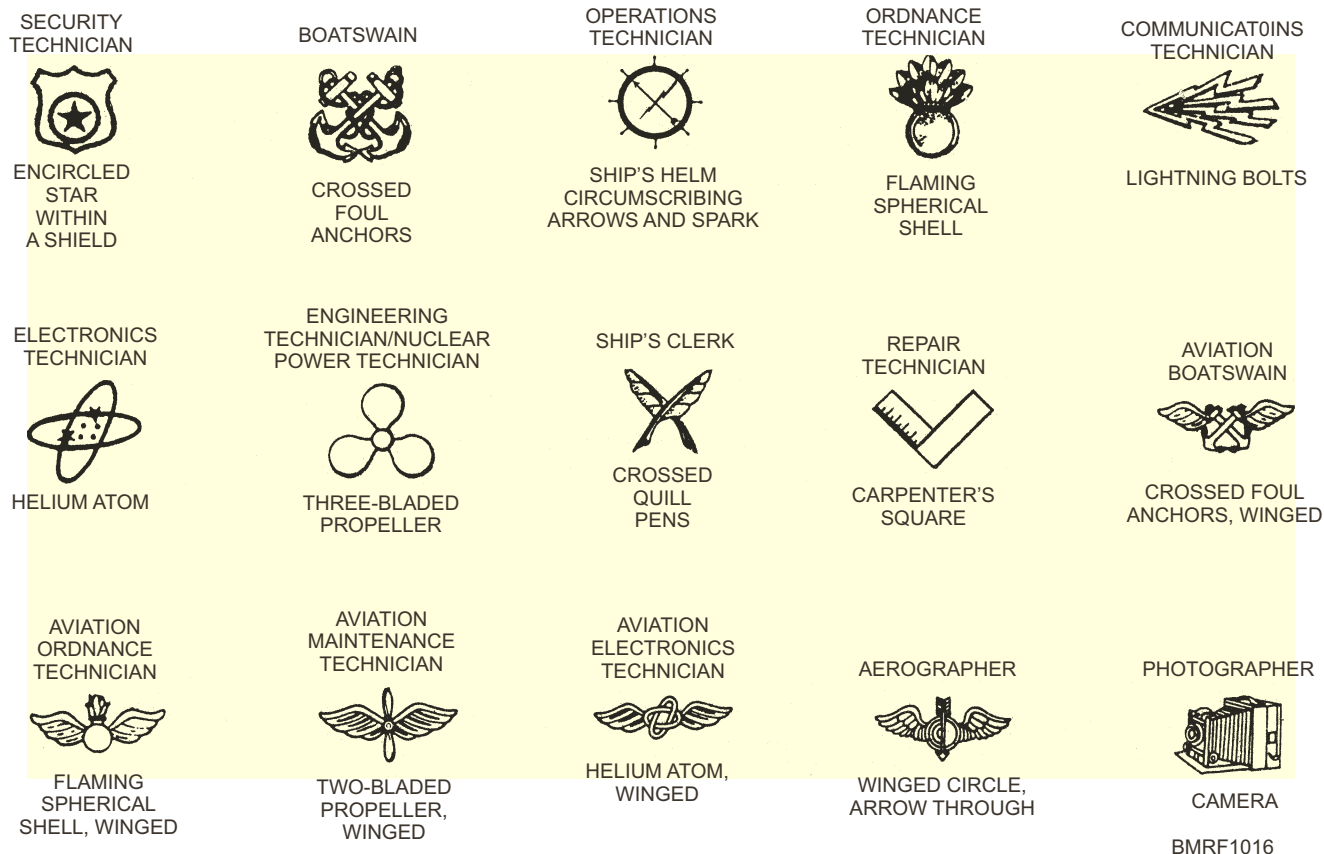 SECURITY
TECHNICIAN
ENCIRCLED
STAR
WITHIN
A SHIELD
BOATSWAIN
CROSSED
FOUL
ANCHORS
OPERATIONS
TECHNICIAN
SHIP'S HELM
CIRCUMSCRIBING
ARROWS AND SPARK
ORDNANCE
TECHNICIAN
FLAMING
SPHERICAL
SHELL
COMMUNICAT0INS
TECHNICIAN
LIGHTNING BOLTS
ELECTRONICS
TECHNICIAN
HELIUM ATOM
ENGINEERING
TECHNICIAN/NUCLEAR
POWER TECHNICIAN
THREE-BLADED
PROPELLER
SHIP'S CLERK
CROSSED
QUILL
PENS
REPAIR
TECHNICIAN
CARPENTER'S
SQUARE
AVIATION
BOATSWAIN
CROSSED FOUL
ANCHORS, WINGED
AVIATION
ORDNANCE
TECHNICIAN
FLAMING
SPHERICAL
SHELL, WINGED
AVIATION
MAINTENANCE
TECHNICIAN
TWO-BLADED
PROPELLER,
WINGED
AVIATION
ELECTRONICS
TECHNICIAN
HELIUM ATOM,
WINGED
AEROGRAPHER
WINGED CIRCLE,
ARROW THROUGH
PHOTOGRAPHER
CAMERA
BMRF1016